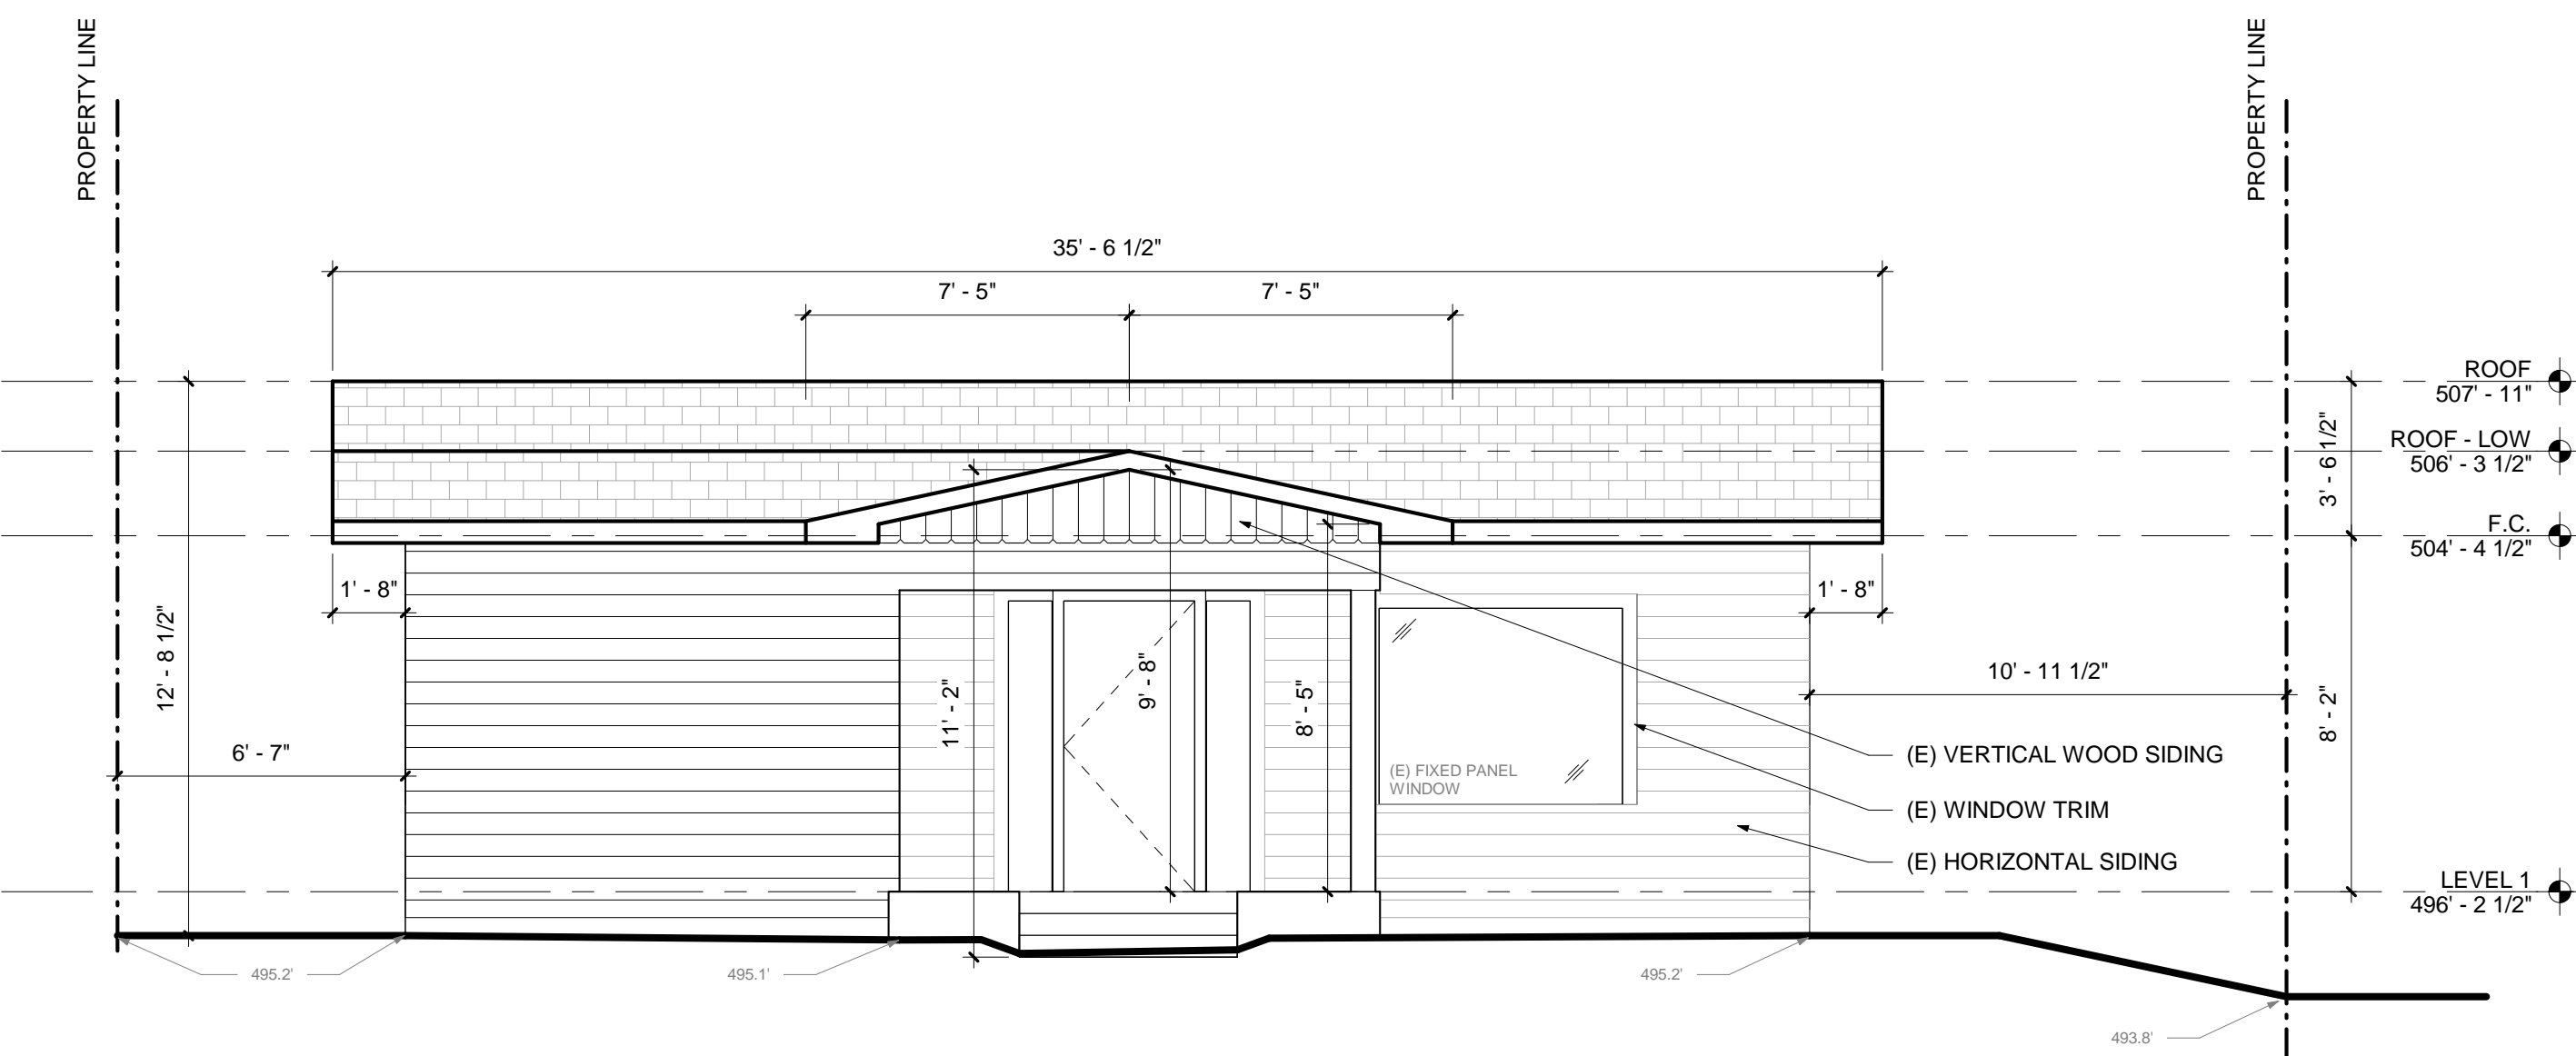 PROPERTY LINE
PROPERTY LINE
35' - 6 1/2"
7' - 5"
7' - 5"
ROOF
507' - 11"
ROOF - LOW
506' - 3 1/2"
3' - 6 1/2"
F.C.
504' - 4 1/2"
1' - 8"
1' - 8"
12' - 8 1/2"
9' - 8"
10' - 11 1/2"
11' - 2"
8' - 5"
8' - 2"
6' - 7"
(E) VERTICAL WOOD SIDING
(E) FIXED PANEL
WINDOW
(E) WINDOW TRIM
(E) HORIZONTAL SIDING
LEVEL 1
496' - 2 1/2"
495.2'
495.1'
495.2'
493.8'